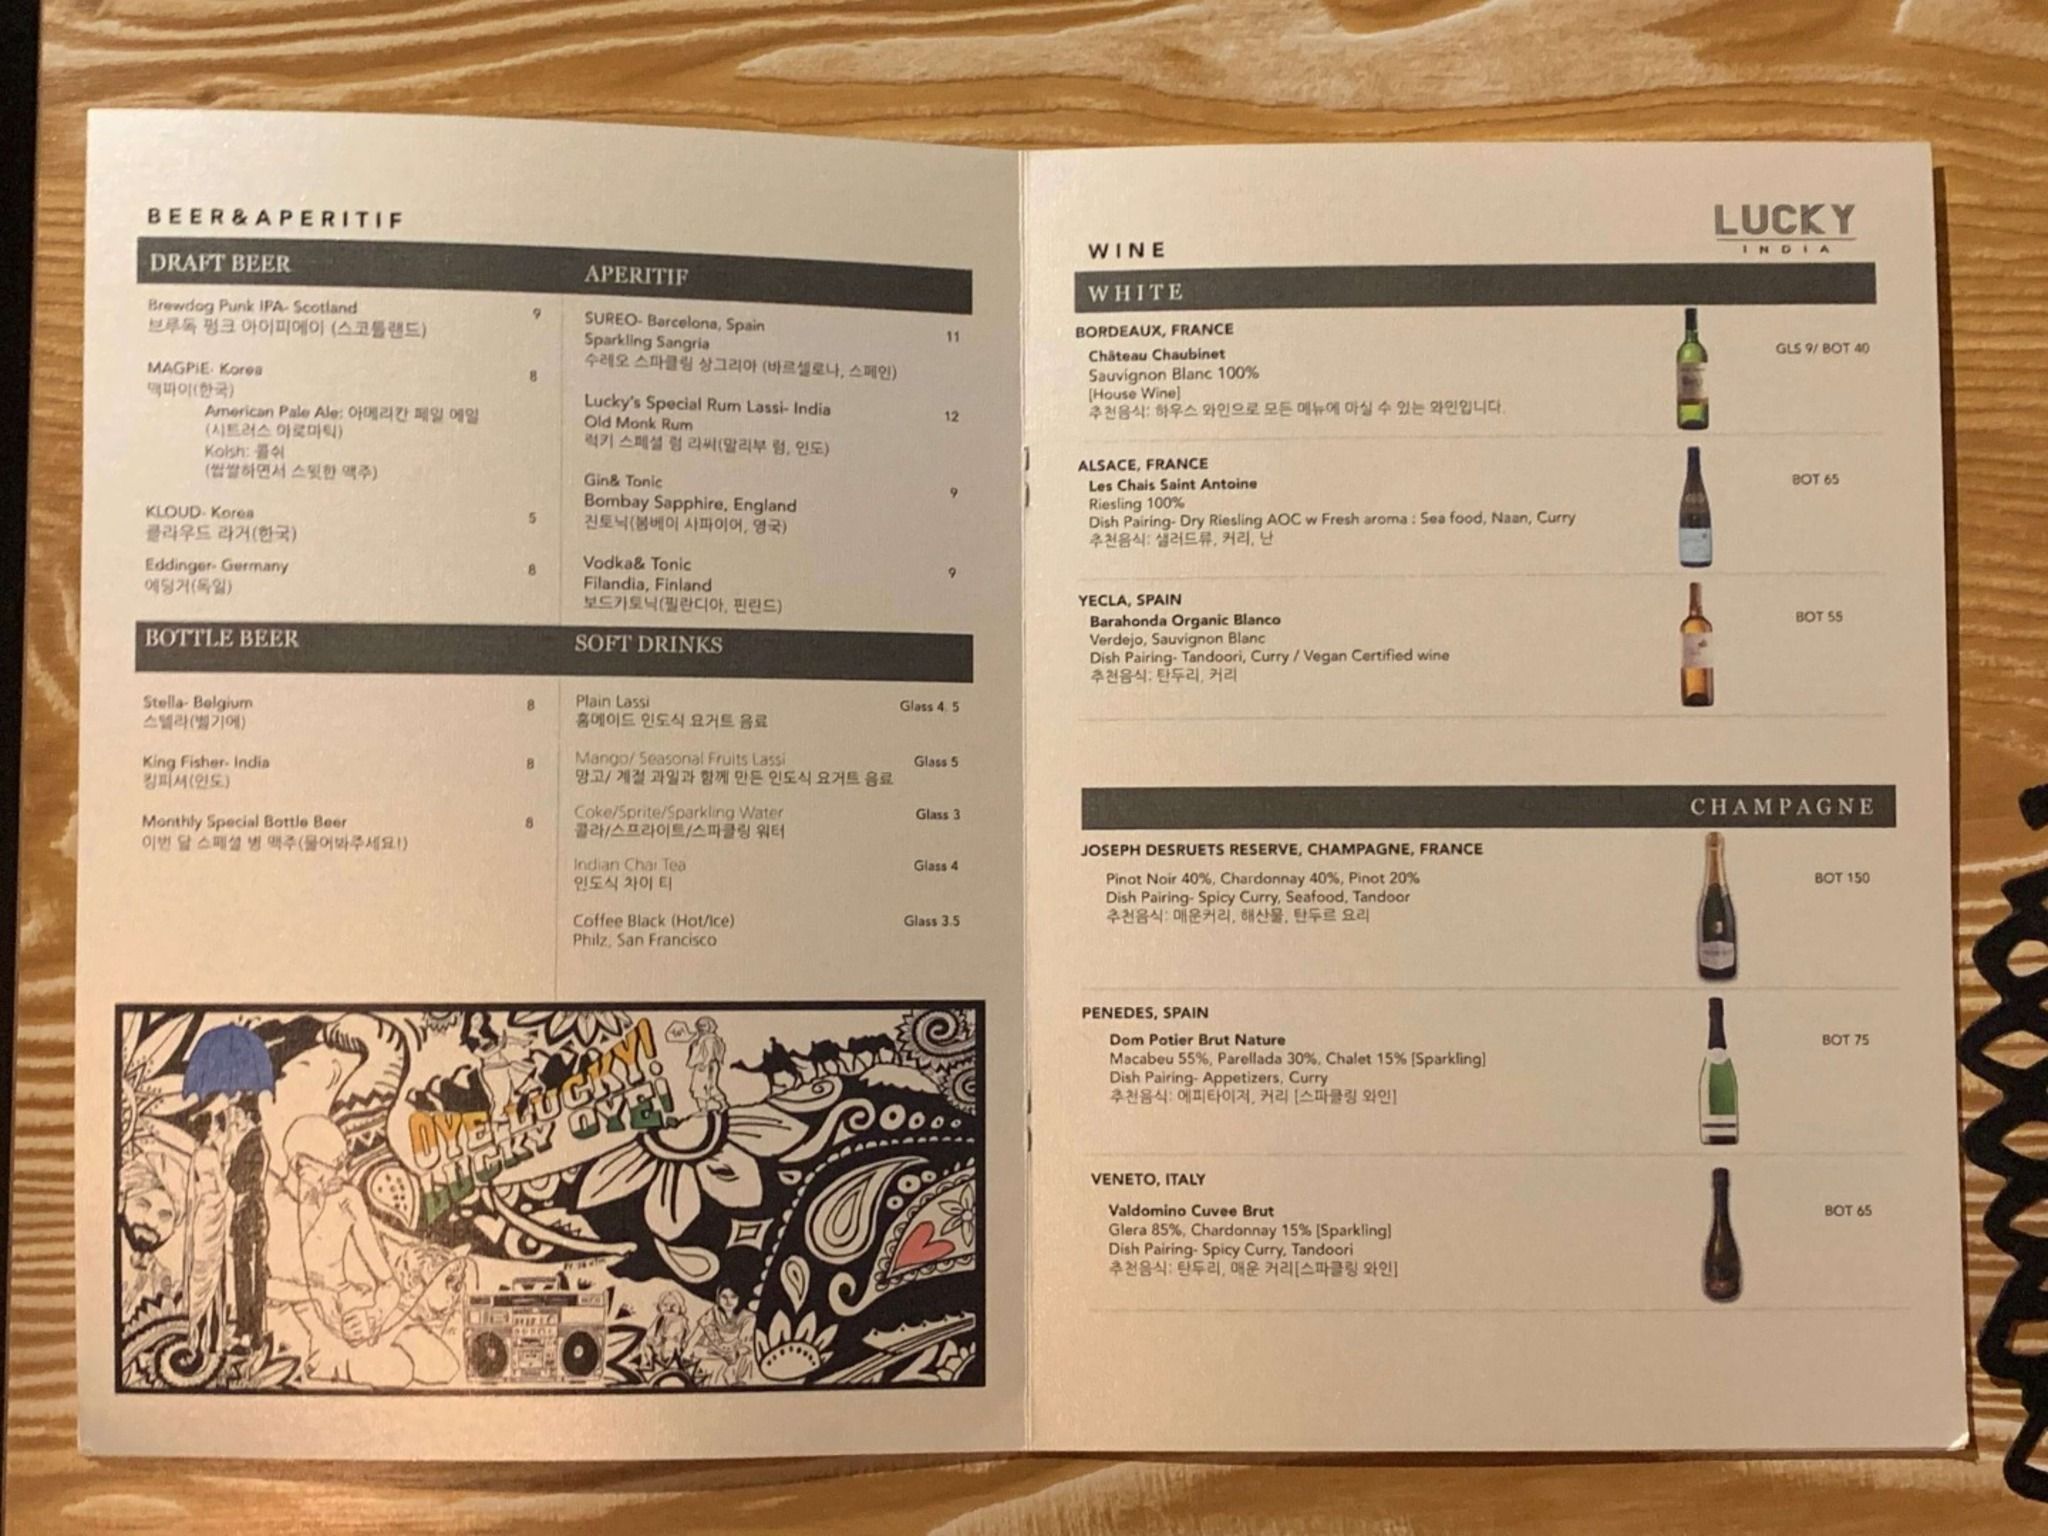 BEER&APERITIF
DRAFT BEER
Brewdog Punk IPA- Scotland
9
브루독 펑크 아이피에이 (스코틀랜드)
MAGPIE- Korea
8
맥파이(한국)
American Pale Ale: 아메리칸 페일 에일
(시트러스 아로마틱)
Kolsh: 콜쉬
(쌉쌀하면서 스윗한 맥주)
KLOUD- Korea
5
클라우드 라거(한국)
Eddinger- Germany
8
에딩거(독일)
APERITIF
SUREO- Barcelona, Spain
11
Sparkling Sangria
수레오 스파클링 상그리아 (바르셀로나, 스페인)
Lucky's Special Rum Lassi- India
12
Old Monk Rum
럭키 스페셜 럼 라씨(말리부 럼, 인도)
Gin& Tonic
9
Bombay Sapphire, England
진토닉(봄베이 사파이어, 영국)
Vodka& Tonic
9
Filandia, Finland
보드카토닉(필란디아, 핀란드)
BOTTLE BEER
Stella- Belgium
8
스텔라(벨기에)
King Fisher- India
8
킹피셔(인도)
Monthly Special Bottle Beer
8
이번 달 스페셜 병 맥주(물어봐주세요!)
SOFT DRINKS
Plain Lassi
Glass 4. 5
홈메이드 인도식 요거트 음료
Mango/ Seasonal Fruits Lassi
Glass 5
망고/ 계절 과일과 함께 만든 인도식 요거트 음료
Coke/Sprite/Sparkling Water
Glass 3
콜라/스프라이트/스파클링 워터
Indian Chai Tea
Glass 4
인도식 차이 티
Coffee Black (Hot/Ice)
Glass 3.5
Philz, San Francisco
OYE LUCKY!
LUCKY OYE!
LUCKY
INDIA
WINE
WHITE
BORDEAUX, FRANCE
Château Chaubinet
GLS 9/ BOT 40
Sauvignon Blanc 100%
[House Wine]
추천음식: 하우스 와인으로 모든 메뉴에 마실 수 있는 와인입니다.
ALSACE, FRANCE
Les Chais Saint Antoine
BOT 65
Riesling 100%
Dish Pairing- Dry Riesling AOC w Fresh aroma : Sea food, Naan, Curry
추천음식: 샐러드류, 커리, 난
YECLA, SPAIN
Barahonda Organic Blanco
BOT 55
Verdejo, Sauvignon Blanc
Dish Pairing- Tandoori, Curry / Vegan Certified wine
추천음식: 탄두리, 커리
CHAMPAGNE
JOSEPH DESRUETS RESERVE, CHAMPAGNE, FRANCE
Pinot Noir 40%, Chardonnay 40%, Pinot 20%
BOT 150
Dish Pairing- Spicy Curry, Seafood, Tandoor
추천음식: 매운커리, 해산물, 탄두르 요리
PENEDES, SPAIN
Dom Potier Brut Nature
BOT 75
Macabeu 55%, Parellada 30%, Chalet 15% [Sparkling]
Dish Pairing- Appetizers, Curry
추천음식: 에피타이저, 커리 [스파클링 와인]
VENETO, ITALY
Valdomino Cuvee Brut
BOT 65
Glera 85%, Chardonnay 15% [Sparkling]
Dish Pairing- Spicy Curry, Tandoori
추천음식: 탄두리, 매운 커리[스파클링 와인]